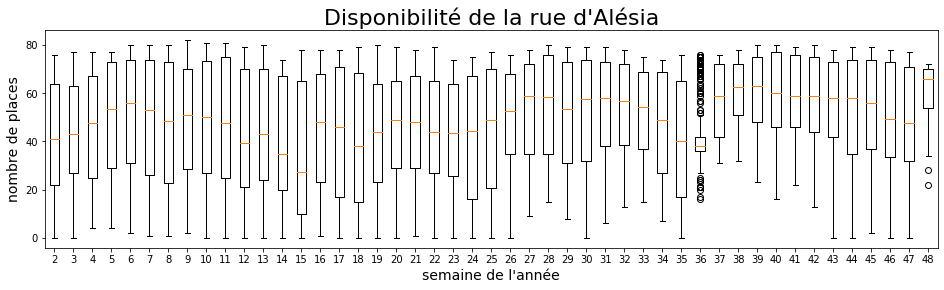 Disponibilité de la rue d'Alésia
nombre de places
80
60
40
20
0
2 3 4 5 6 7 8 9 10 11 12 13 14 15 16 17 18 19 20 21 22 23 24 25 26 27 28 29 30 31 32 33 34 35 36 37 38 39 40 41 42 43 44 45 46 47 48
semaine de l'année